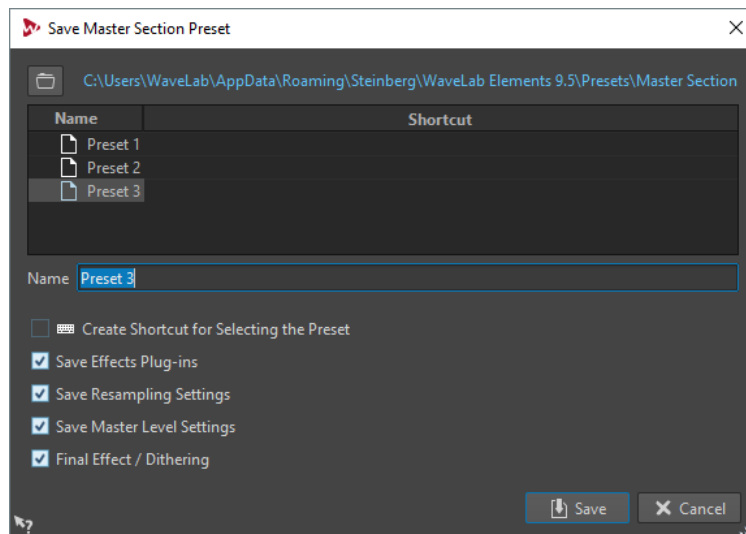 Save Master Section Preset
C:\Users\WaveLab\AppData\Roaming\Steinberg\WaveLab Elements 9.5\Presets\Master Section
Name Shortcut
Preset 1
Preset 2
Preset 3
Name Preset 3
Create Shortcut for Selecting the Preset
Save Effects Plug-ins
Save Resampling Settings
Save Master Level Settings
Final Effect / Dithering
Save Cancel